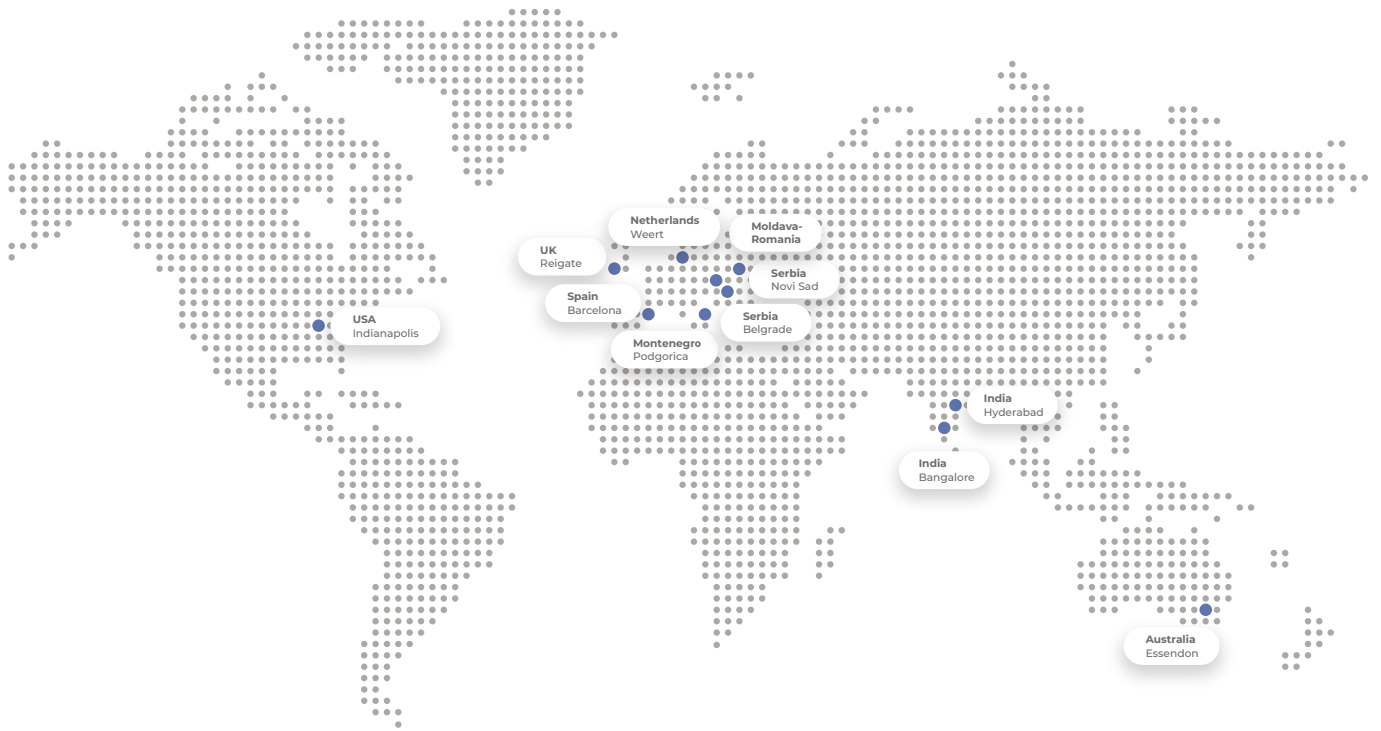 Netherlands
Weert
Moldava-
Romania
UK
Reigate
Serbia
Novi Sad
Spain
Barcelona
Serbia
Belgrade
USA
Indianapolis
Montenegro
Podgorica
India
Hyderabad
India
Bangalore
Australia
Essendon